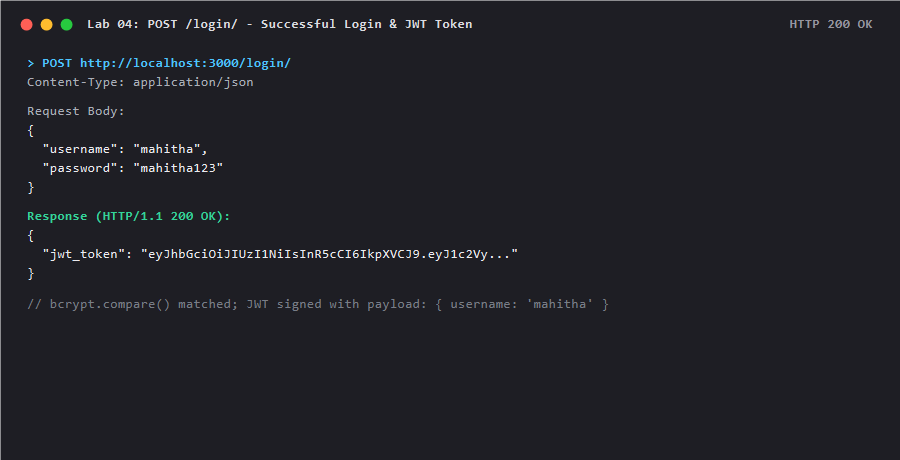 Lab 04: POST /login/ - Successful Login & JWT Token
HTTP 200 OK
> POST http://localhost:3000/login/
Content-Type: application/json
Request Body:
{
  "username": "mahitha",
  "password": "mahitha123"
}
Response (HTTP/1.1 200 OK):
{
  "jwt_token": "eyJhbGciOiJIUzI1NiIsInR5cCI6IkpXVCJ9.eyJ1c2Vy..."
}
// bcrypt.compare() matched; JWT signed with payload: { username: 'mahitha' }